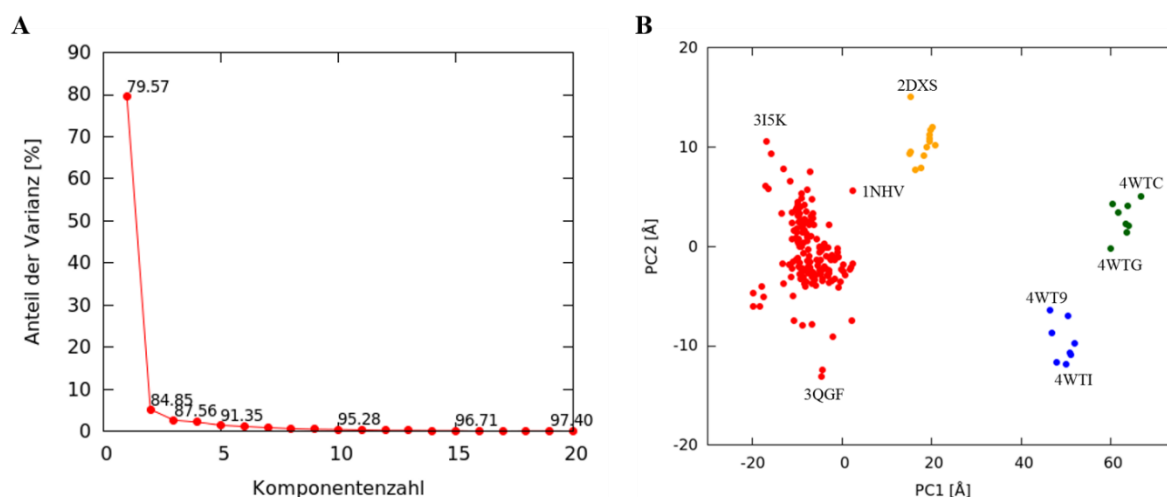 A
Anteil der Varianz [%]
90
80
70
60
50
40
30
20
10
0
79.57
84.85
87.56
91.35
95.28
96.71
97.40
0 5 10 15 20
Komponentenzahl
B
PC2 [Å]
20
10
0
-10
-20
2DXS
3I5K
1NHV
4WTC
4WTG
4WT9
4WTI
3QGF
-20 0 20 40 60
PC1 [Å]